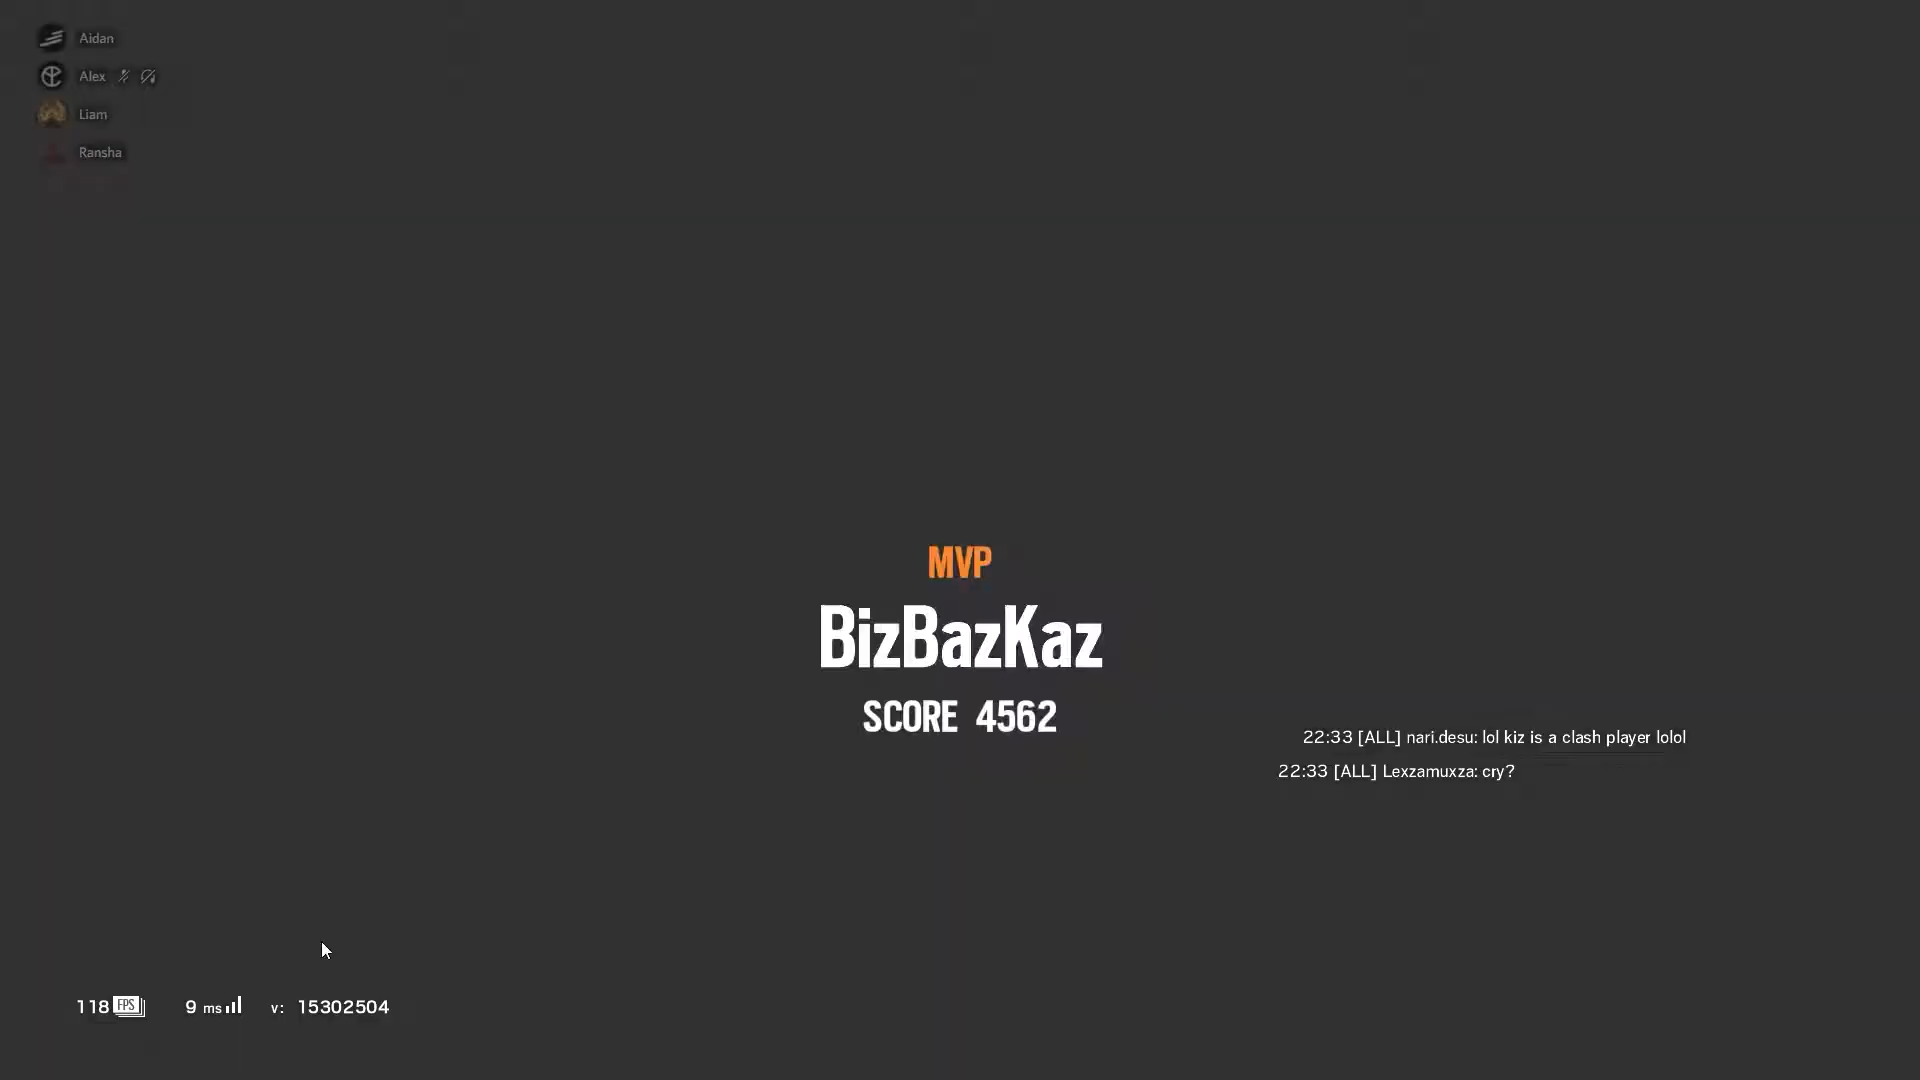 Aidan
Alex
Liam
Ransha
MVP
BizBazKaz
SCORE 4562
22:33 [ALL] nari.desu: lol kiz is a clash player lolol
22:33 [ALL] Lexzamuxza: cry?
118 FPS 9 ms v: 15302504